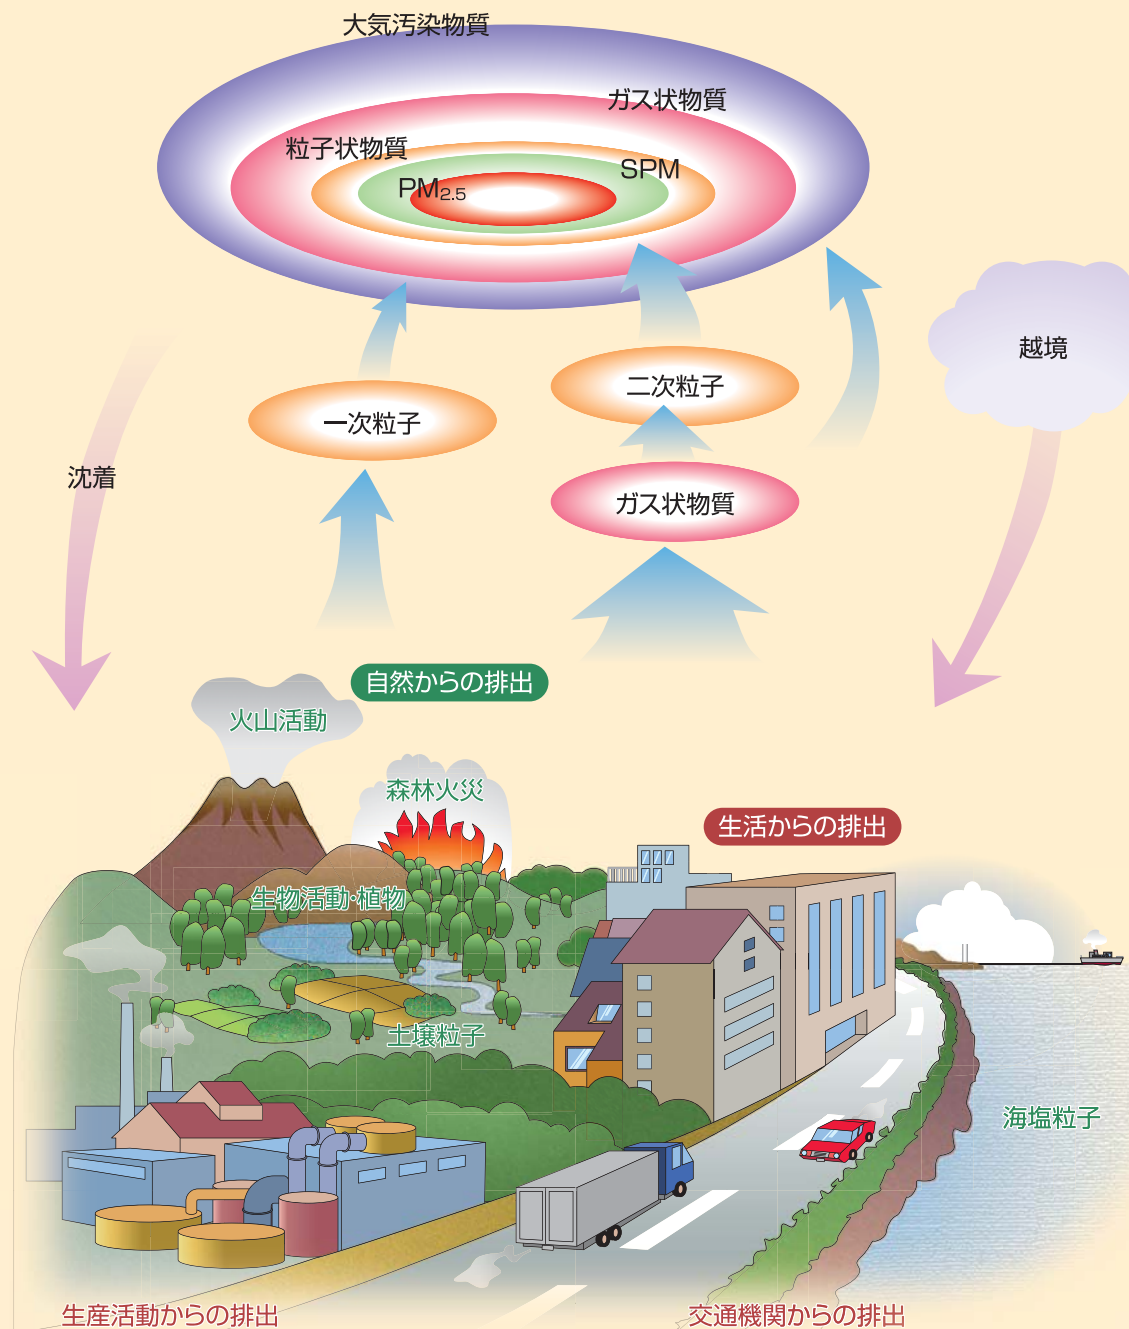 大気汚染物質
ガス状物質
粒子状物質
SPM
PM2.5
越境
二次粒子
一次粒子
沈着
ガス状物質
自然からの排出
火山活動
森林火災
生活からの排出
生物活動・植物
土壌粒子
海塩粒子
生産活動からの排出
交通機関からの排出